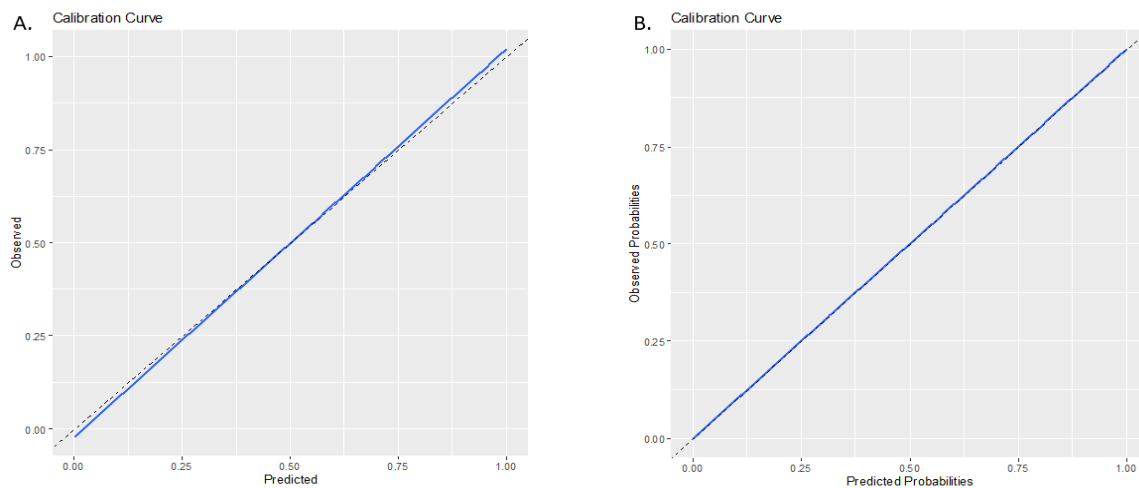 A.
Calibration Curve
1.00
0.75
0.50
0.25
0.00
Observed
0.00 0.25 0.50 0.75 1.00
Predicted
B.
Calibration Curve
1.00
0.75
0.50
0.25
0.00
Observed Probabilities
0.00 0.25 0.50 0.75 1.00
Predicted Probabilities